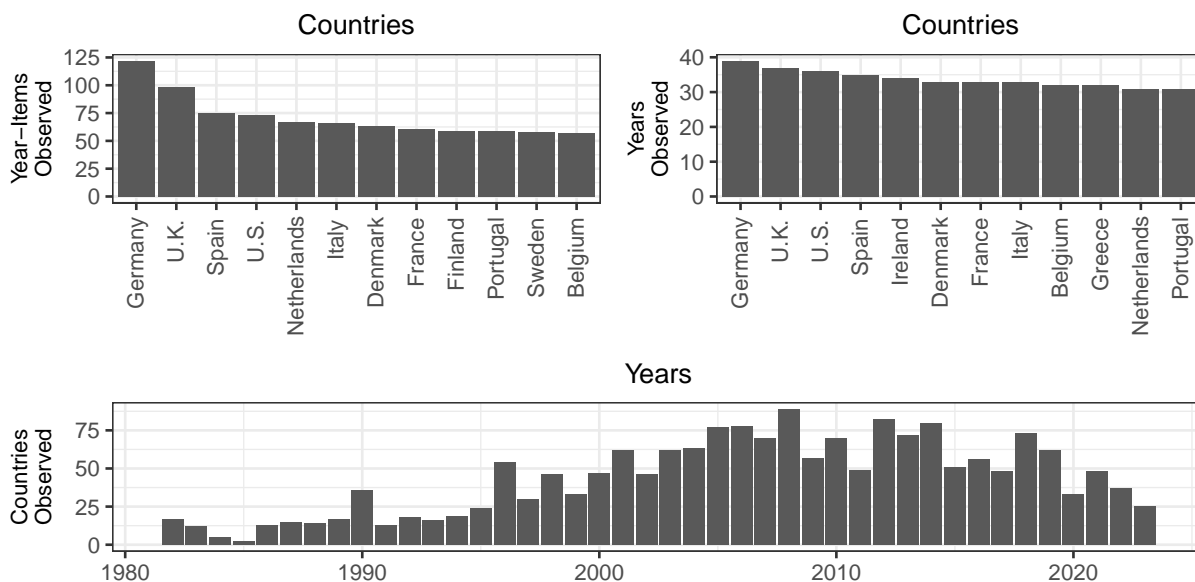 Countries
Year−Items
Observed
125
100
75
50
25
0
Germany
U.K.
Spain
U.S.
Netherlands
Italy
Denmark
France
Finland
Portugal
Sweden
Belgium
Countries
Years
Observed
40
30
20
10
0
Germany
U.K.
U.S.
Spain
Ireland
Denmark
France
Italy
Belgium
Greece
Netherlands
Portugal
Years
Countries
Observed
75
50
25
0
1980
1990
2000
2010
2020